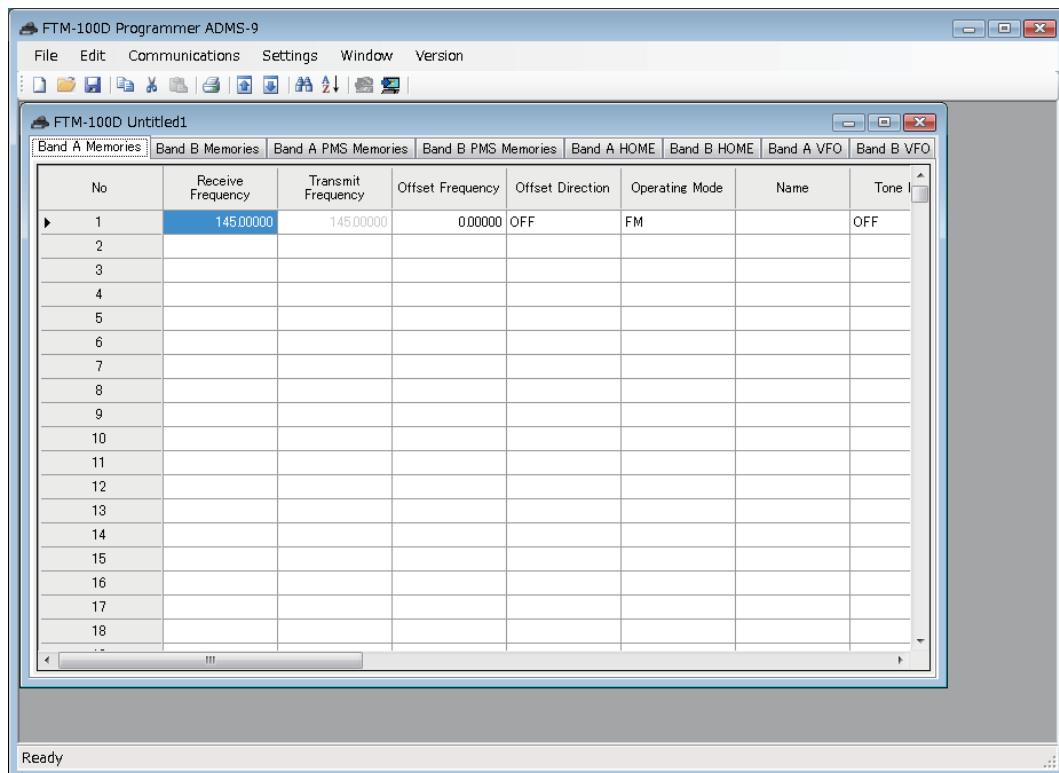 FTM-100D Programmer ADMS-9
File Edit Communications Settings Window Version
FTM-100D Untitled1
Band A Memories Band B Memories Band A PMS Memories Band B PMS Memories Band A HOME Band B HOME Band A VFO Band B VFO
No Receive Frequency Transmit Frequency Offset Frequency Offset Direction Operating Mode Name Tone
1 145.00000 145.00000 0.00000 OFF FM OFF
2
3
4
5
6
7
8
9
10
11
12
13
14
15
16
17
18
Ready